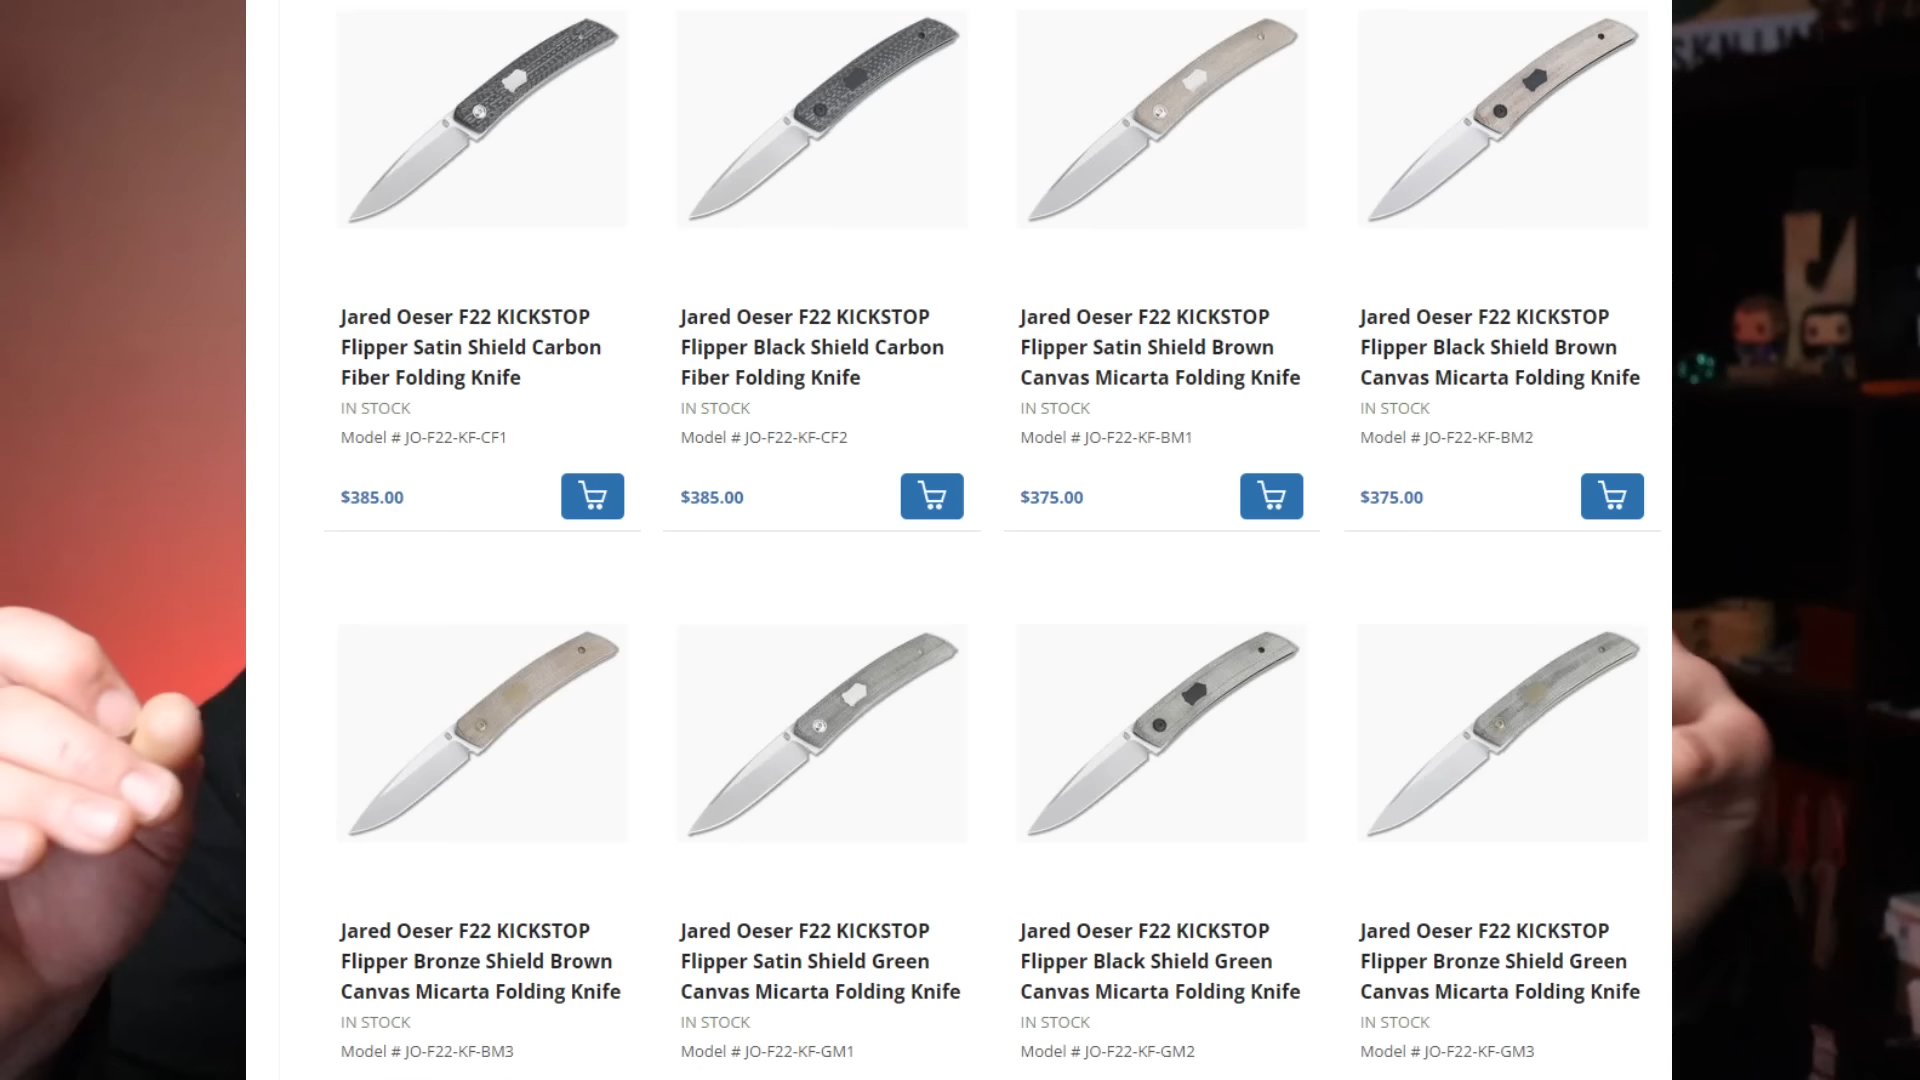 Jared Oeser F22 KICKSTOP
Flipper Satin Shield Carbon
Fiber Folding Knife
IN STOCK
Model # JO-F22-KF-CF1
$385.00
Jared Oeser F22 KICKSTOP
Flipper Black Shield Carbon
Fiber Folding Knife
IN STOCK
Model # JO-F22-KF-CF2
$385.00
Jared Oeser F22 KICKSTOP
Flipper Satin Shield Brown
Canvas Micarta Folding Knife
IN STOCK
Model # JO-F22-KF-BM1
$375.00
Jared Oeser F22 KICKSTOP
Flipper Black Shield Brown
Canvas Micarta Folding Knife
IN STOCK
Model # JO-F22-KF-BM2
$375.00
Jared Oeser F22 KICKSTOP
Flipper Bronze Shield Brown
Canvas Micarta Folding Knife
IN STOCK
Model # JO-F22-KF-BM3
Jared Oeser F22 KICKSTOP
Flipper Satin Shield Green
Canvas Micarta Folding Knife
IN STOCK
Model # JO-F22-KF-GM1
Jared Oeser F22 KICKSTOP
Flipper Black Shield Green
Canvas Micarta Folding Knife
IN STOCK
Model # JO-F22-KF-GM2
Jared Oeser F22 KICKSTOP
Flipper Bronze Shield Green
Canvas Micarta Folding Knife
IN STOCK
Model # JO-F22-KF-GM3